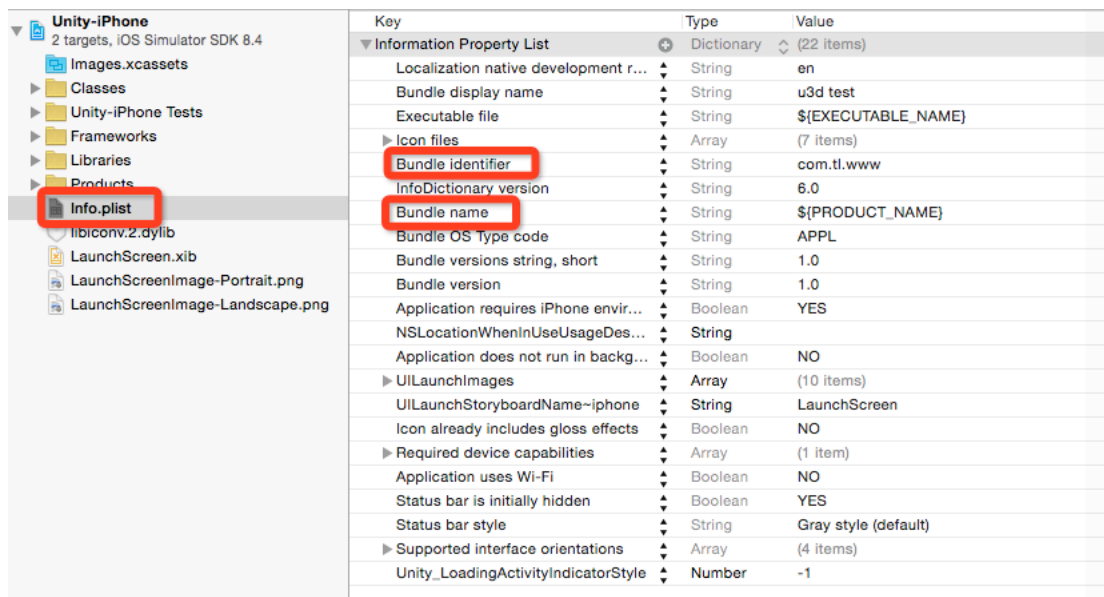 Unity-iPhone
2 targets, iOS Simulator SDK 8.4
Images.xcassets
Classes
Unity-iPhone Tests
Frameworks
Libraries
Products
Info.plist
libiconv.2.dylib
LaunchScreen.xib
LaunchScreenImage-Portrait.png
LaunchScreenImage-Landscape.png
Key Type Value
Information Property List Dictionary (22 items)
Localization native development r... String en
Bundle display name String u3d test
Executable file String ${EXECUTABLE_NAME}
Icon files Array (7 items)
Bundle identifier String com.tl.www
InfoDictionary version String 6.0
Bundle name String ${PRODUCT_NAME}
Bundle OS Type code String APPL
Bundle versions string, short String 1.0
Bundle version String 1.0
Application requires iPhone envir... Boolean YES
NSLocationWhenInUseUsageDes... String
Application does not run in backg... Boolean NO
UILaunchImages Array (10 items)
UILaunchStoryboardName~iphone String LaunchScreen
Icon already includes gloss effects Boolean NO
Required device capabilities Array (1 item)
Application uses Wi-Fi Boolean NO
Status bar is initially hidden Boolean YES
Status bar style String Gray style (default)
Supported interface orientations Array (4 items)
Unity_LoadingActivityIndicatorStyle Number -1